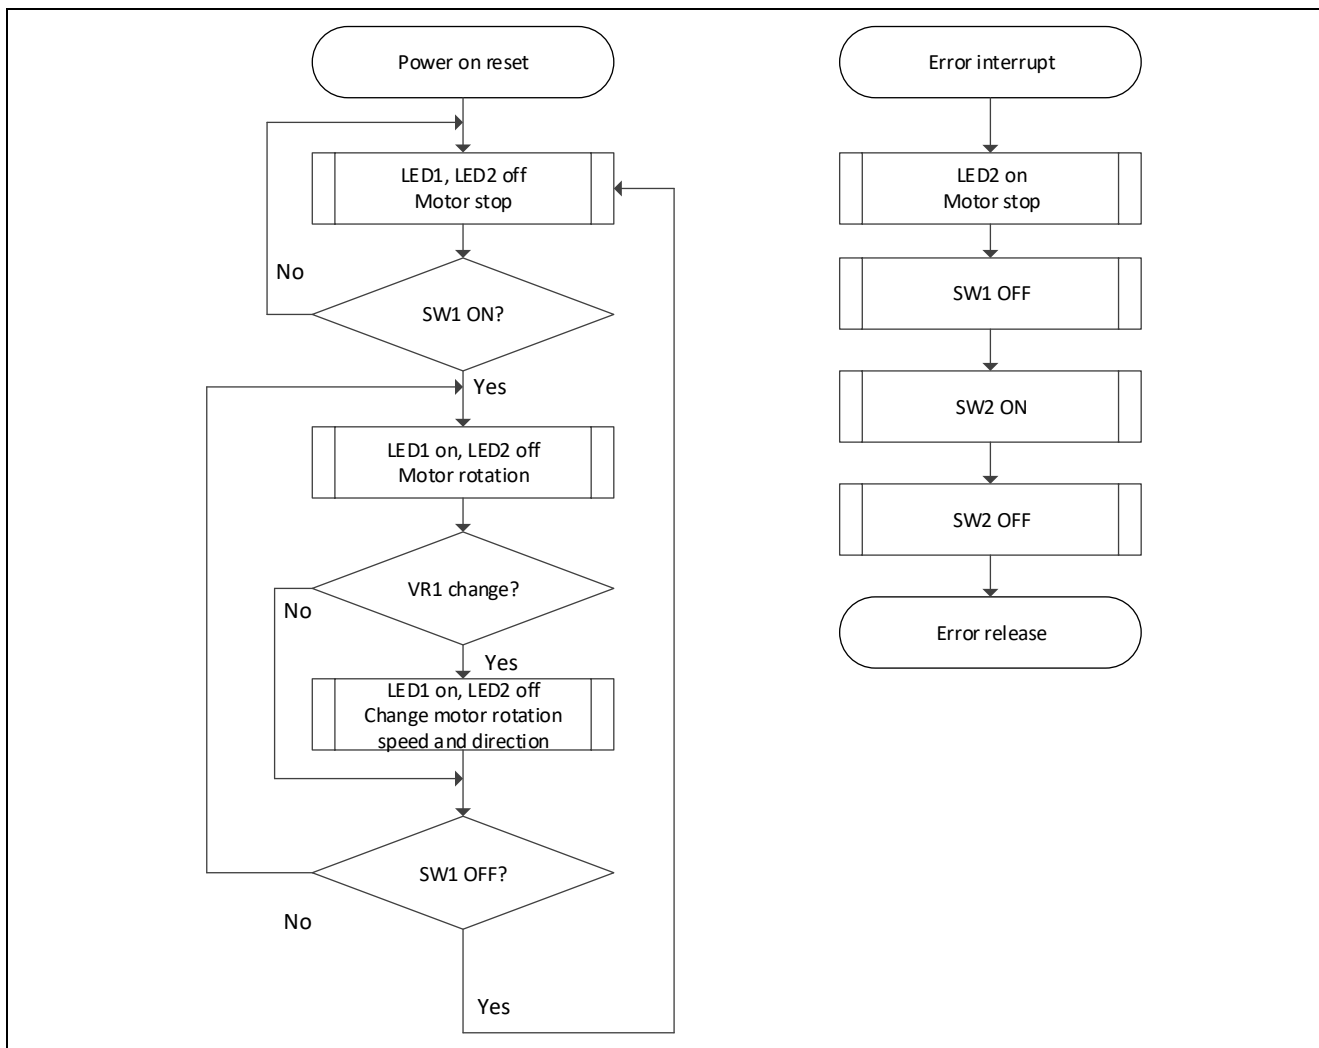 Power on reset
LED1, LED2 off
Motor stop
No
SW1 ON?
Yes
LED1 on, LED2 off
Motor rotation
VR1 change?
No
Yes
LED1 on, LED2 off
Change motor rotation
speed and direction
SW1 OFF?
No
Yes
Error interrupt
LED2 on
Motor stop
SW1 OFF
SW2 ON
SW2 OFF
Error release